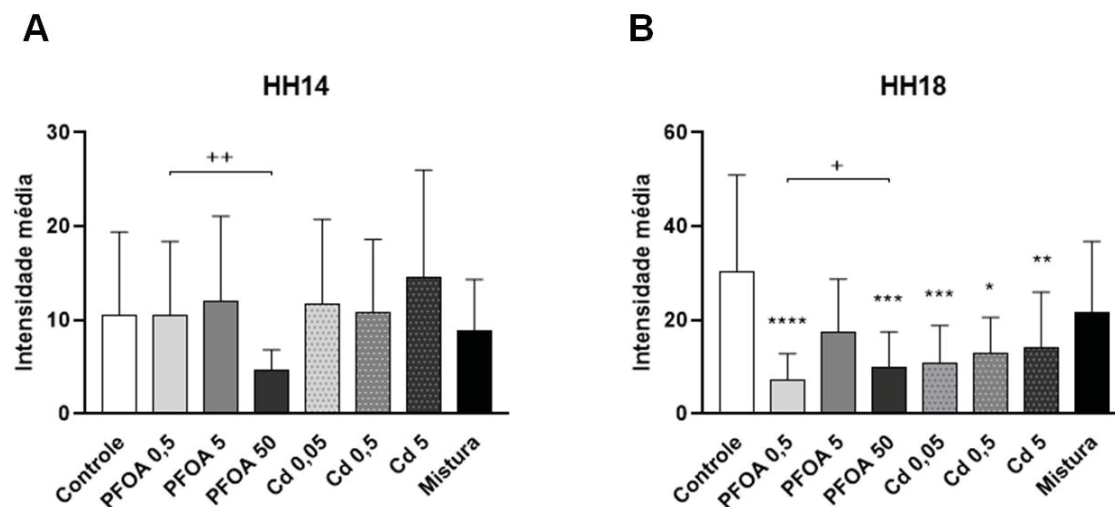 A
HH14
Intensidade média
30
20
10
0
++
Controle
PFOA 0,5
PFOA 5
PFOA 50
Cd 0,05
Cd 0,5
Cd 5
Mistura
B
HH18
Intensidade média
60
40
20
0
+
****
***
***
*
**
Controle
PFOA 0,5
PFOA 5
PFOA 50
Cd 0,05
Cd 0,5
Cd 5
Mistura